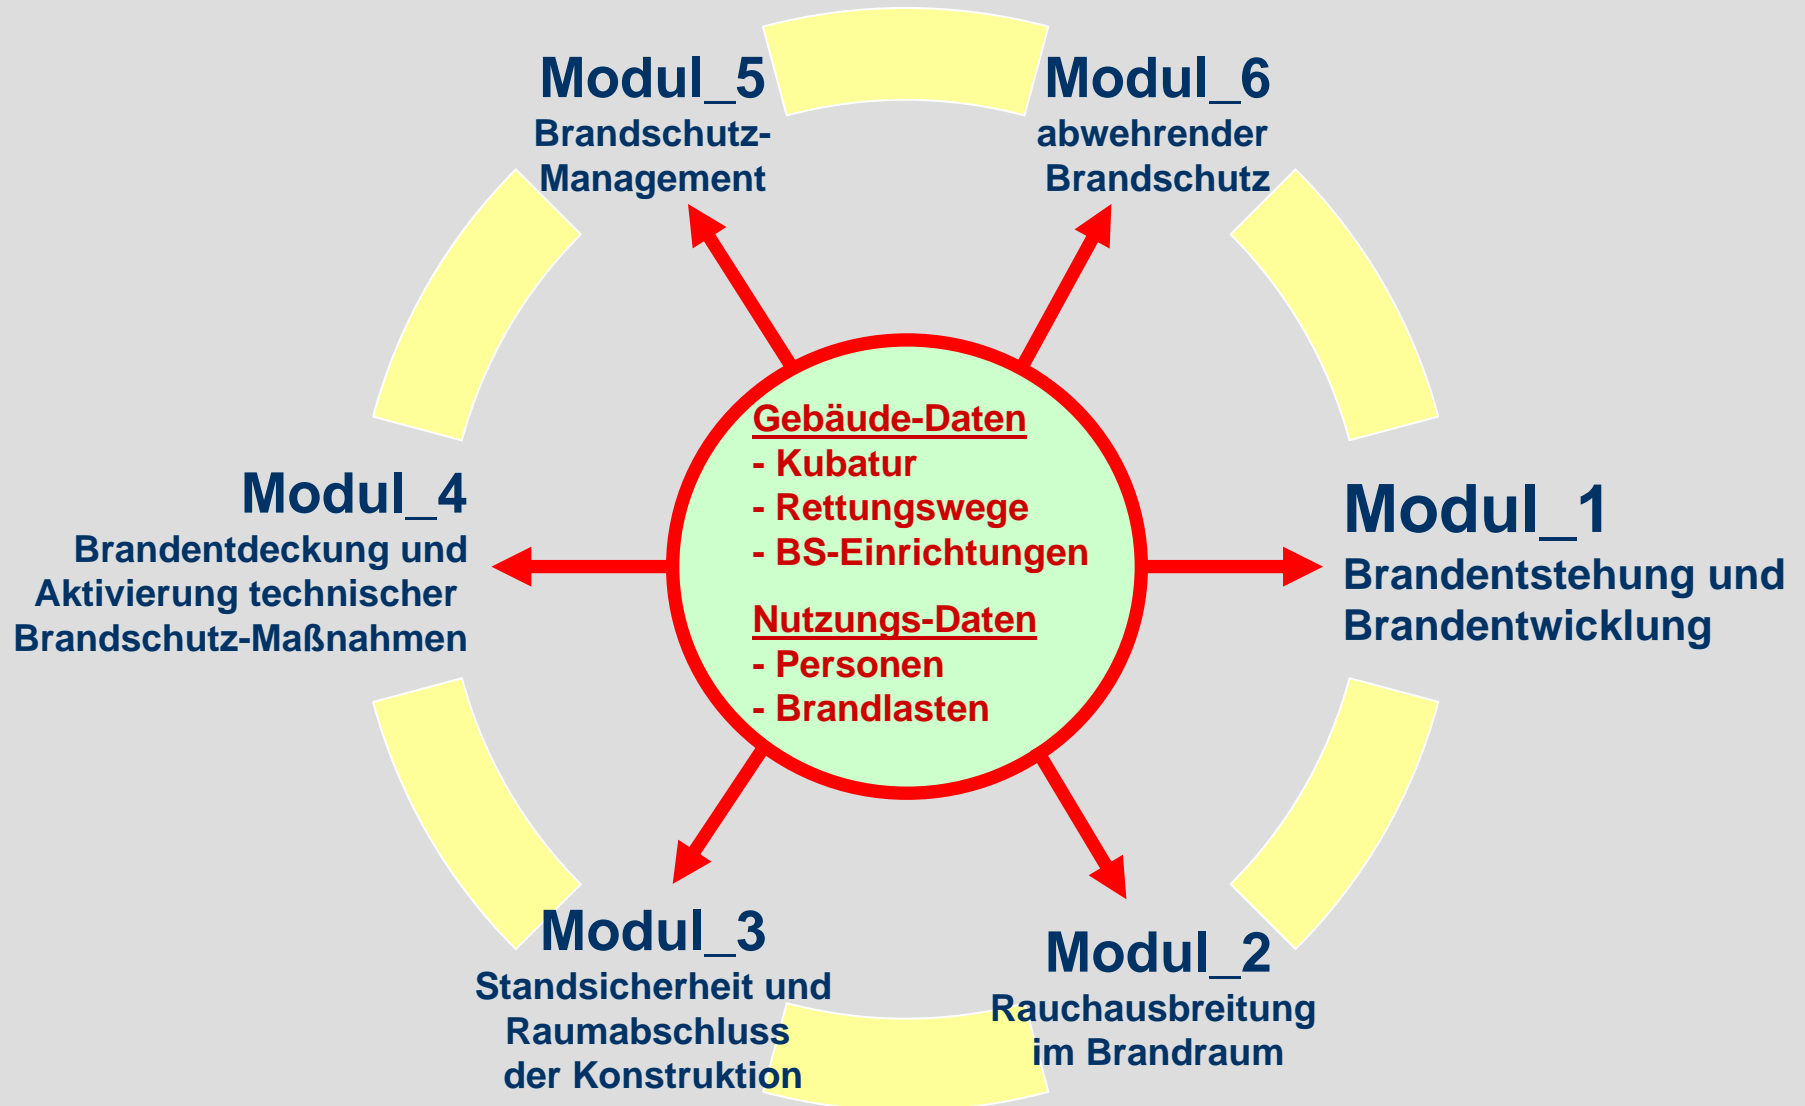 Modul_5
Brandschutz-
Management
Modul_6
abwehrender
Brandschutz
Gebäude-Daten
- Kubatur
- Rettungswege
- BS-Einrichtungen
Nutzungs-Daten
- Personen
- Brandlasten
Modul_4
Brandentdeckung und
Aktivierung technischer
Brandschutz-Maßnahmen
Modul_1
Brandentstehung und
Brandentwicklung
Modul_3
Standsicherheit und
Raumabschluss
der Konstruktion
Modul_2
Rauchausbreitung
im Brandraum